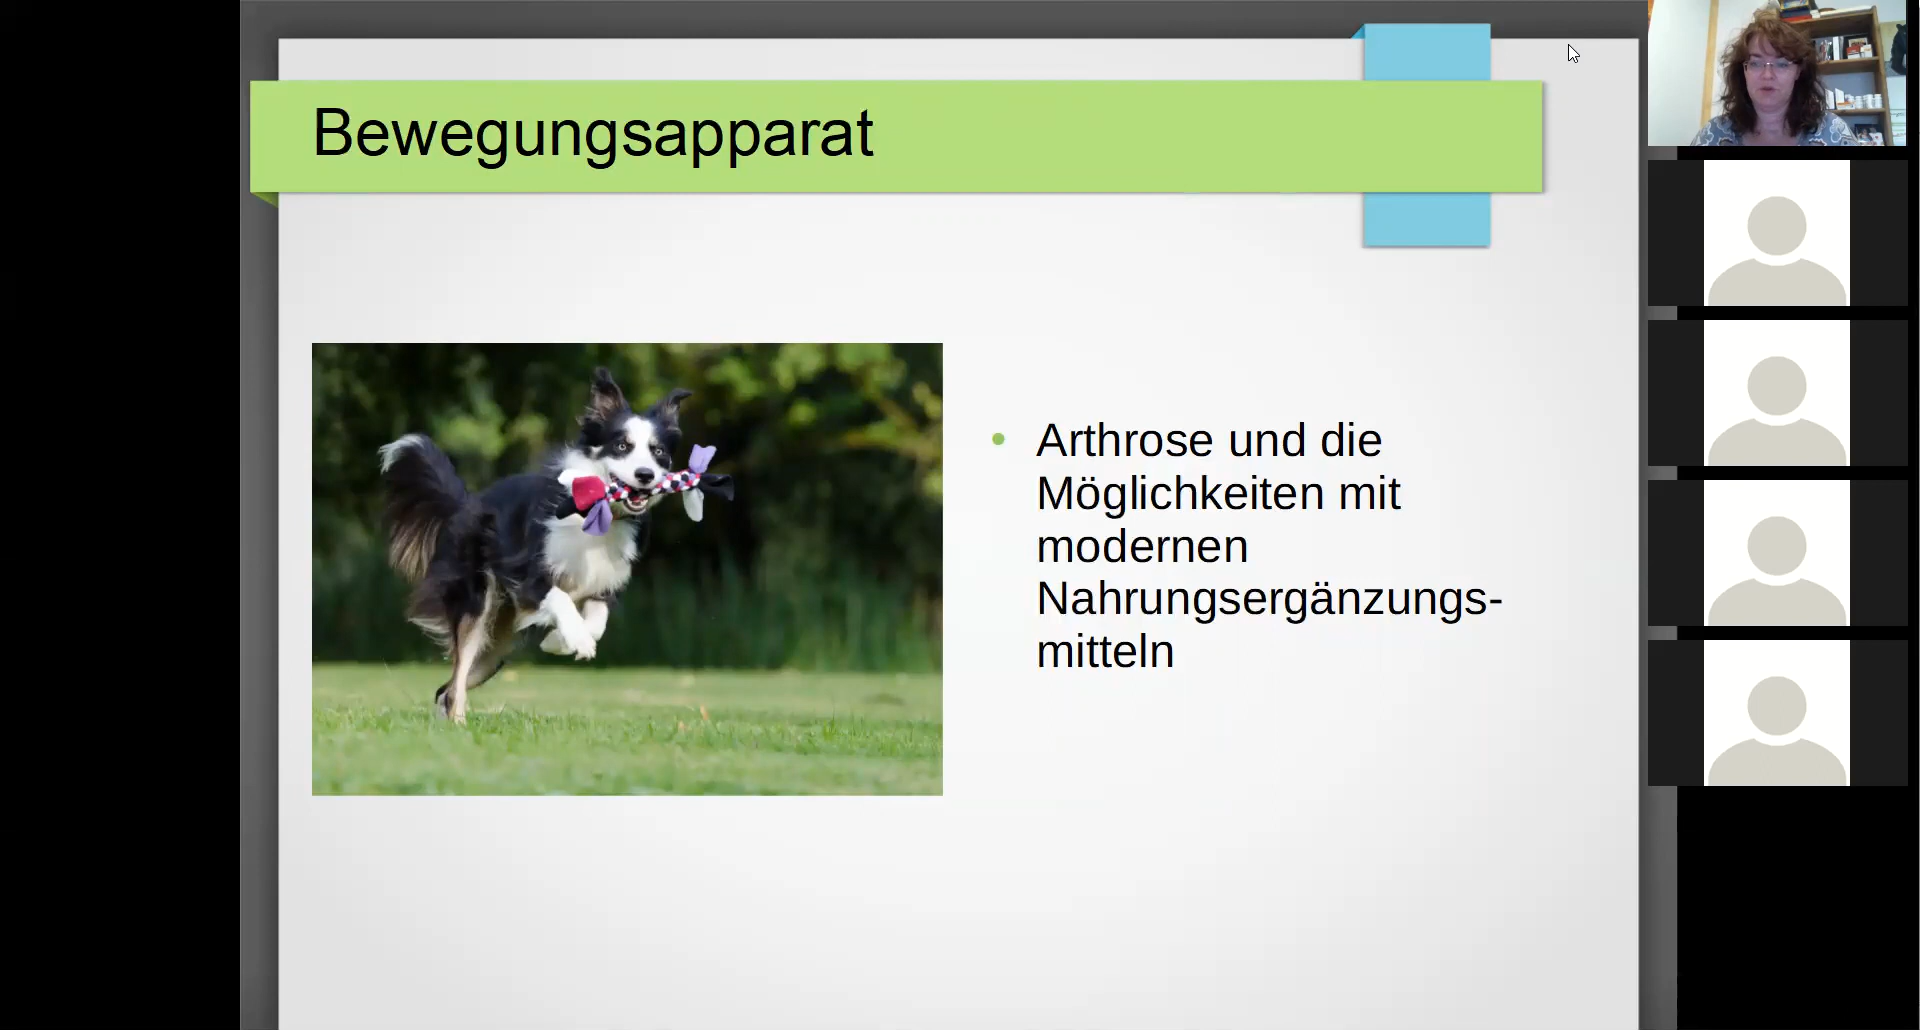 Bewegungsapparat
Arthrose und die
Möglichkeiten mit
modernen
Nahrungsergänzungs-
mitteln